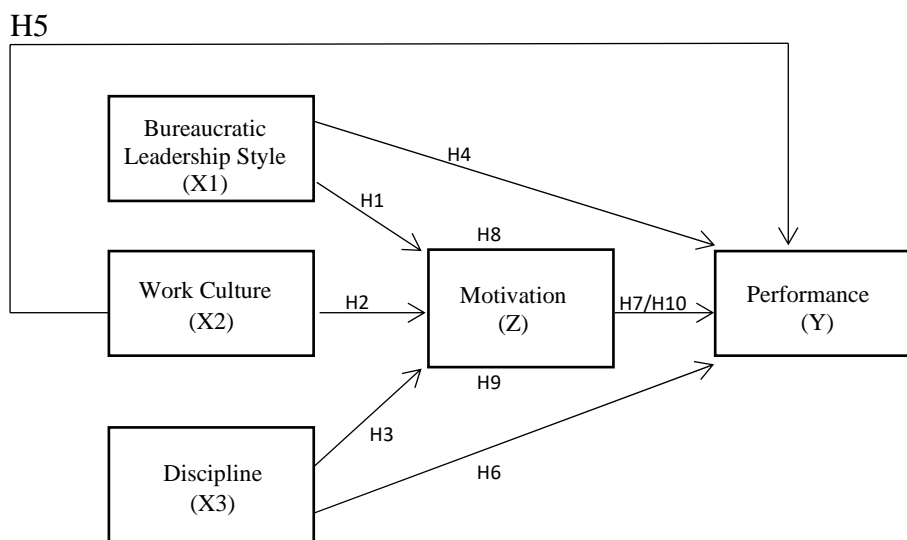 H5
Bureaucratic
Leadership Style
(X1)
H4
H1
H8
Work Culture
(X2)
H2
Motivation
(Z)
H7/H10
Performance
(Y)
H9
H3
Discipline
(X3)
H6